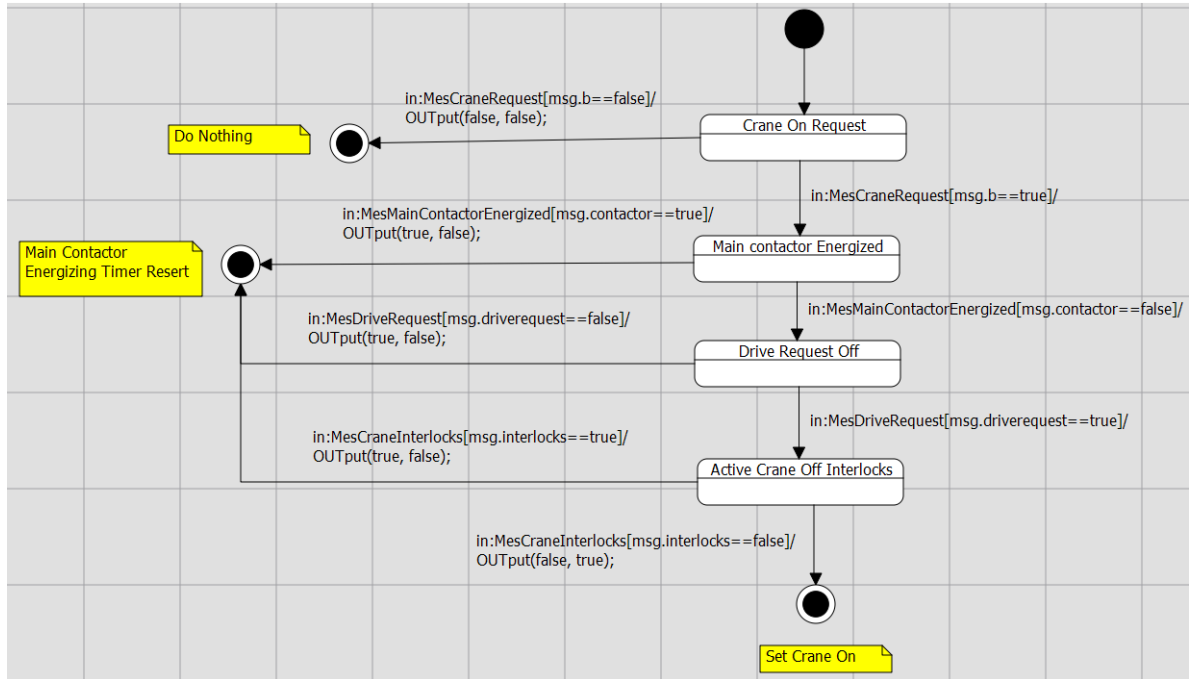 in:MesCraneRequest[msg.b==false]/
OUTput(false, false);
Do Nothing
Crane On Request
in:MesCraneRequest[msg.b==true]/
in:MesMainContactorEnergized[msg.contactor==true]/
OUTput(true, false);
Main Contactor
Energizing Timer Resert
Main contactor Energized
in:MesMainContactorEnergized[msg.contactor==false]/
in:MesDriveRequest[msg.driverequest==false]/
OUTput(true, false);
Drive Request Off
in:MesDriveRequest[msg.driverequest==true]/
in:MesCraneInterlocks[msg.interlocks==true]/
OUTput(true, false);
Active Crane Off Interlocks
in:MesCraneInterlocks[msg.interlocks==false]/
OUTput(false, true);
Set Crane On